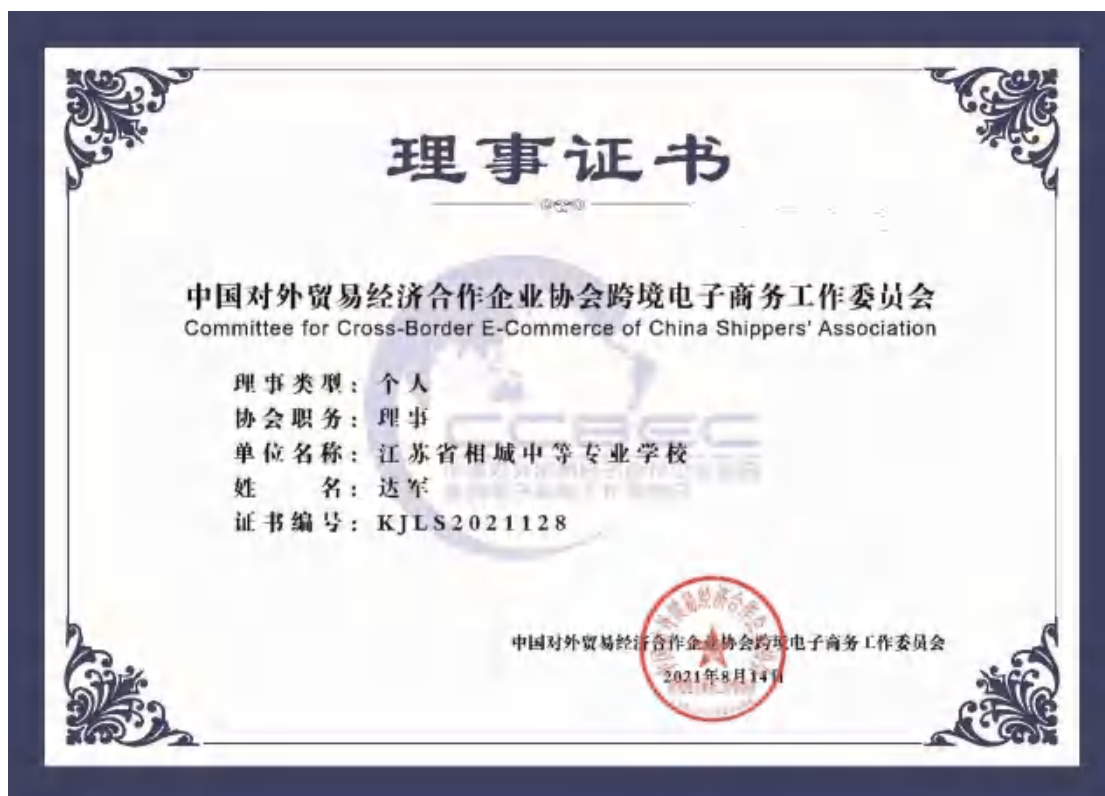 理事证书
中国对外贸易经济合作企业协会跨境电子商务工作委员会
Committee for Cross-Border E-Commerce of China Shippers' Association
理事类型：个人
协会职务：理事
单位名称：江苏省相城中等专业学校
姓 名：达军
证书编号：KJLS2021128
CCBEC
中国对外贸易经济合作企业协会跨境电子商务工作委员会
2021年8月14日